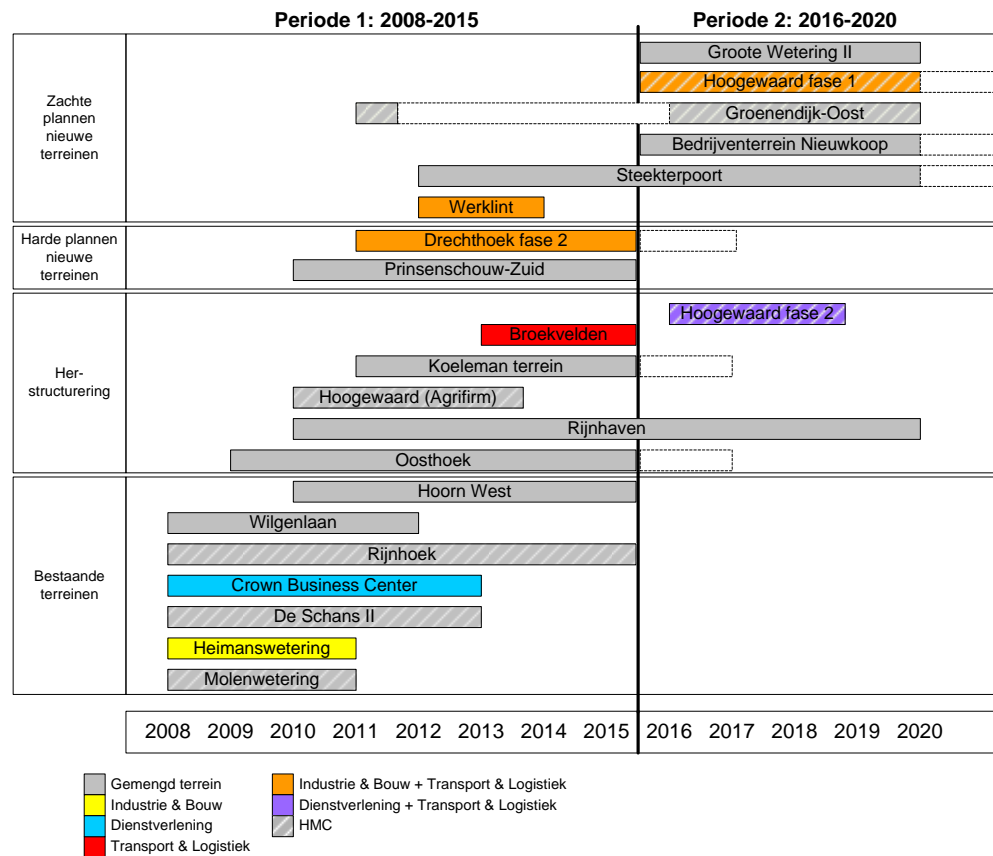 Periode 1: 2008-2015
Periode 2: 2016-2020
Zachte
plannen
nieuwe
terreinen
Groote Wetering II
Hoogewaard fase 1
Groenendijk-Oost
Bedrijventerrein Nieuwkoop
Steekterpoort
Werklint
Harde plannen
nieuwe
terreinen
Drechthoek fase 2
Prinsenschouw-Zuid
Her-
structurering
Hoogewaard fase 2
Broekvelden
Koeleman terrein
Hoogewaard (Agrifirm)
Rijnhaven
Oosthoek
Bestaande
terreinen
Hoorn West
Wilgenlaan
Rijnhoek
Crown Business Center
De Schans II
Heimanswetering
Molenwetering
2008 2009 2010 2011 2012 2013 2014 2015 2016 2017 2018 2019 2020
Gemengd terrein
Industrie & Bouw
Dienstverlening
Transport & Logistiek
Industrie & Bouw + Transport & Logistiek
Dienstverlening + Transport & Logistiek
HMC